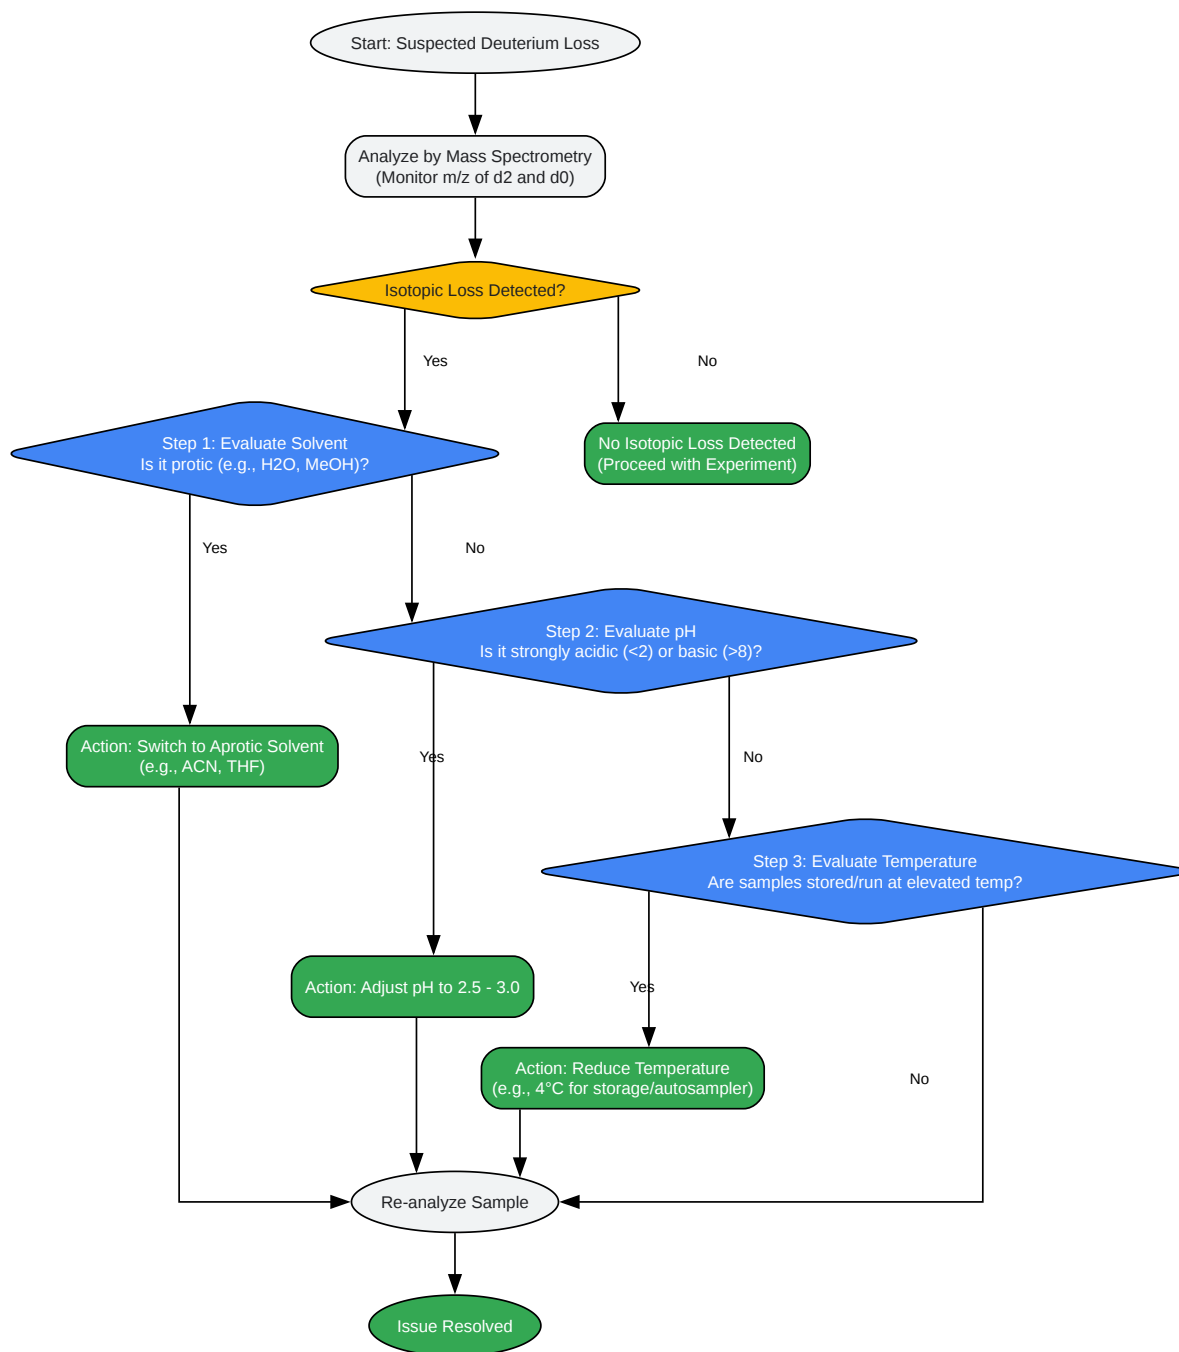 Start: Suspected Deuterium Loss
Analyze by Mass Spectrometry
(Monitor m/z of d2 and d0)
Isotopic Loss Detected?
Yes
No
Step 1: Evaluate Solvent
Is it protic (e.g., H2O, MeOH)?
No Isotopic Loss Detected
(Proceed with Experiment)
Yes
No
Step 2: Evaluate pH
Is it strongly acidic (<2) or basic (>8)?
Action: Switch to Aprotic Solvent
(e.g., ACN, THF)
Yes
No
Step 3: Evaluate Temperature
Are samples stored/run at elevated temp?
Action: Adjust pH to 2.5 - 3.0
Yes
Action: Reduce Temperature
(e.g., 4°C for storage/autosampler)
No
Re-analyze Sample
Issue Resolved